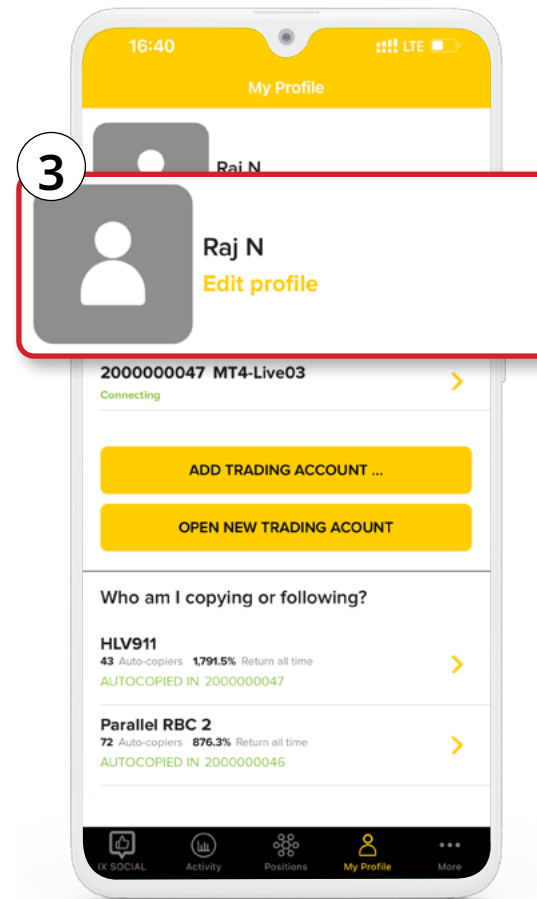 16:40
LTE
My Profile
3
Raj N
Raj N
Edit profile
2000000047 MT4-Live03
Connecting
ADD TRADING ACCOUNT ...
OPEN NEW TRADING ACOUNT
Who am I copying or following?
HLV911
43 Auto-copiers 1,791.5% Return all time
AUTOCOPIED IN 2000000047
Parallel RBC 2
72 Auto-copiers 876.3% Return all time
AUTOCOPIED IN 2000000046
IX SOCIAL Activity Positions My Profile More